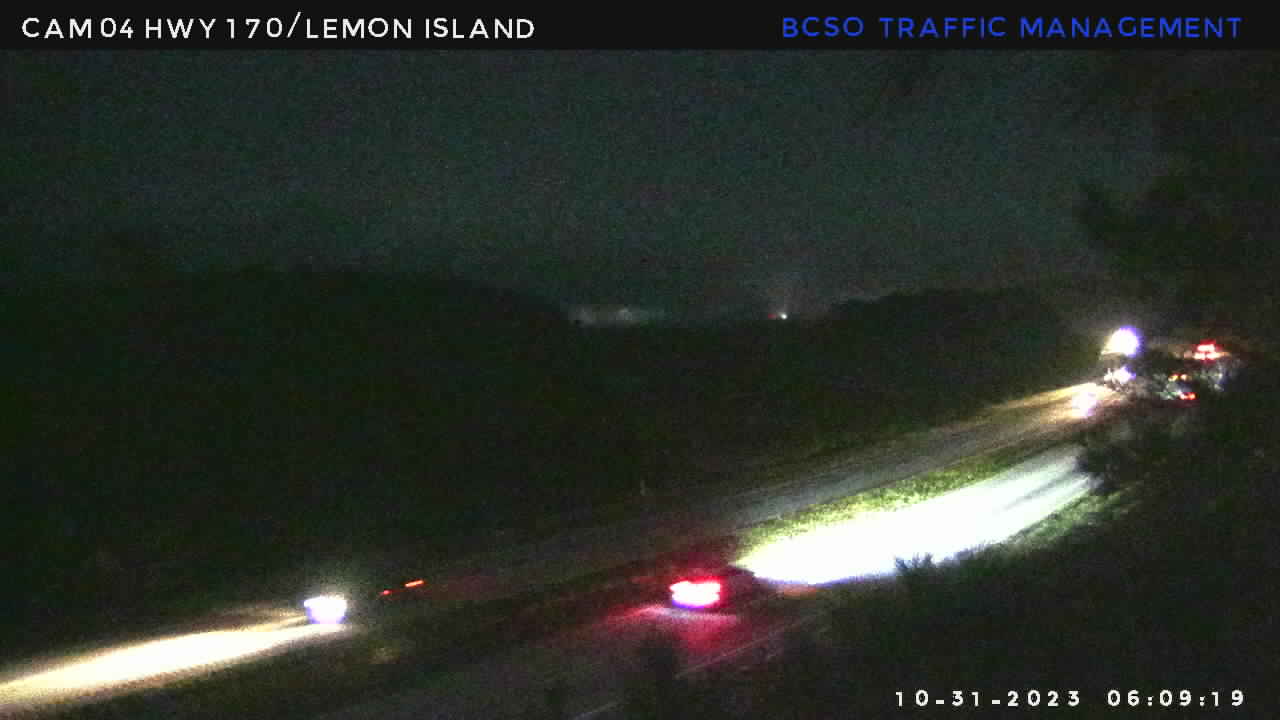 CAM04 HWY 170/LEMON ISLAND
BCSO TRAFFIC MANAGEMENT
10-31-2023 06:09:19